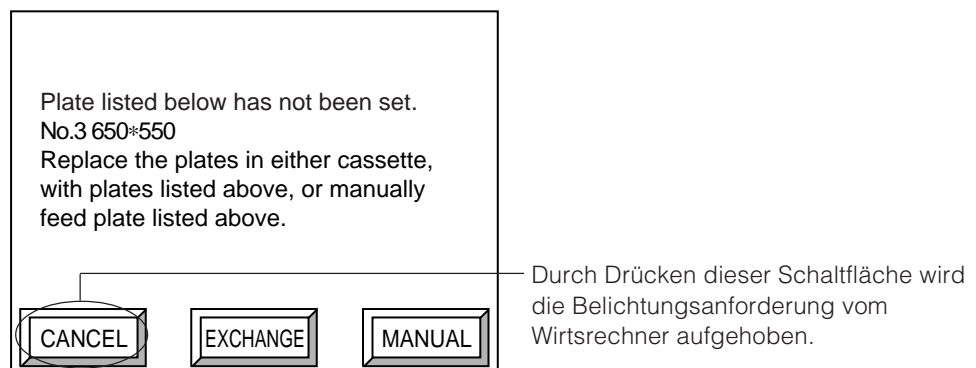 Plate listed below has not been set.
No.3 650*550
Replace the plates in either cassette,
with plates listed above, or manually
feed plate listed above.
CANCEL EXCHANGE MANUAL
Durch Drücken dieser Schaltfläche wird
die Belichtungsanforderung vom
Wirtsrechner aufgehoben.